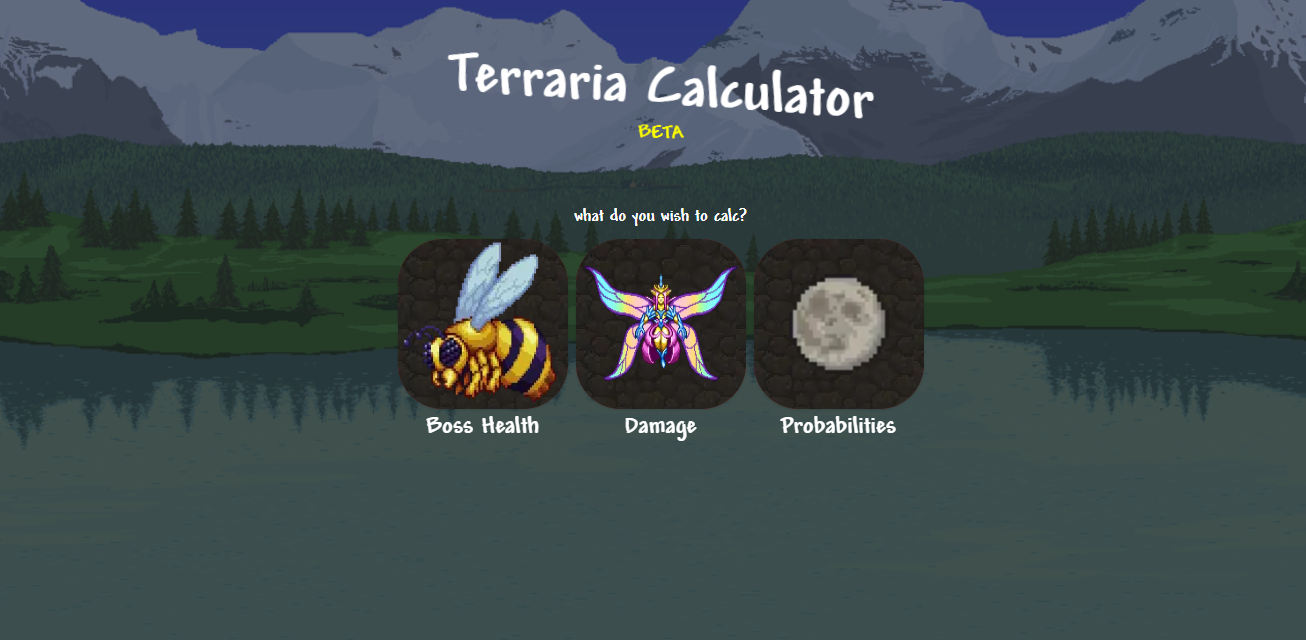 Terraria Calculator
BETA
what do you wish to calc?
Boss Health
Damage
Probabilities